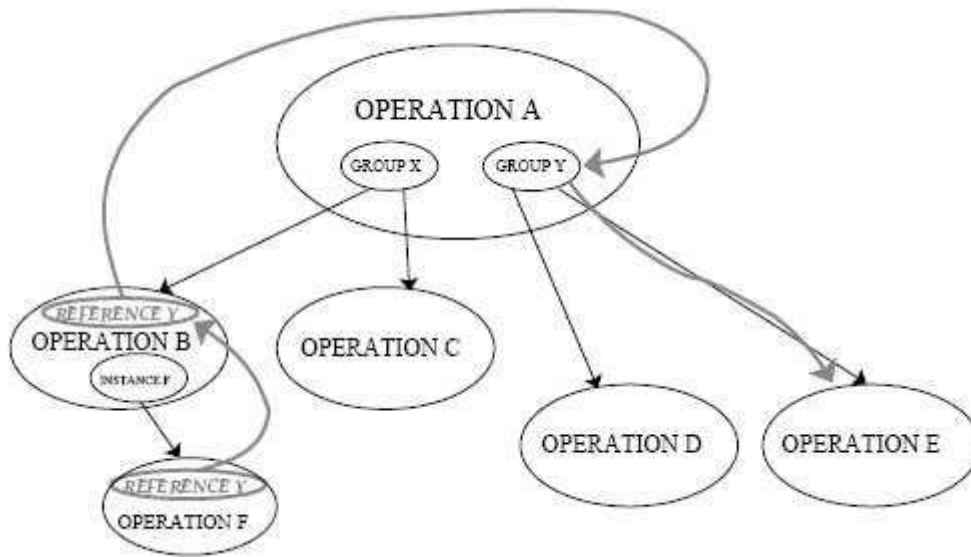 OPERATION A
GROUP X
GROUP Y
REFERENCE Y
OPERATION B
INSTANCE F
OPERATION C
OPERATION D
OPERATION E
REFERENCE Y
OPERATION F